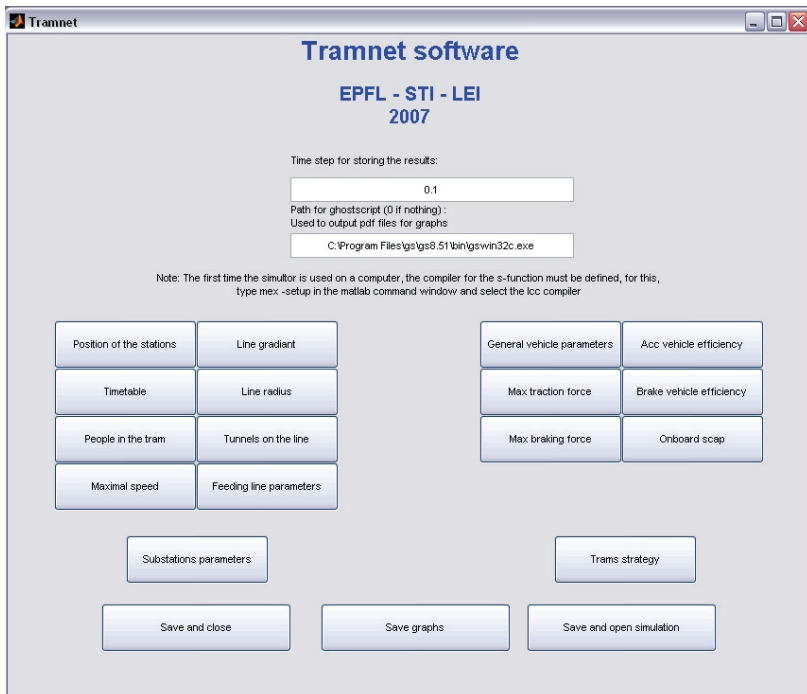 Tramnet
Tramnet software
EPFL - STI - LEI
2007
Time step for storing the results:
0.1
Path for ghostscript (0 if nothing) :
Used to output pdf files for graphs
C:\Program Files\gs\gs8.51\bin\gswin32c.exe
Note: The first time the simultor is used on a computer, the compiler for the s-function must be defined, for this,
type mex -setup in the matlab command window and select the lcc compiler
Position of the stations
Line gradiant
Timetable
Line radius
People in the tram
Tunnels on the line
Maximal speed
Feeding line parameters
General vehicle parameters
Acc vehicle efficiency
Max traction force
Brake vehicle efficiency
Max braking force
Onboard scap
Substations parameters
Trams strategy
Save and close
Save graphs
Save and open simulation